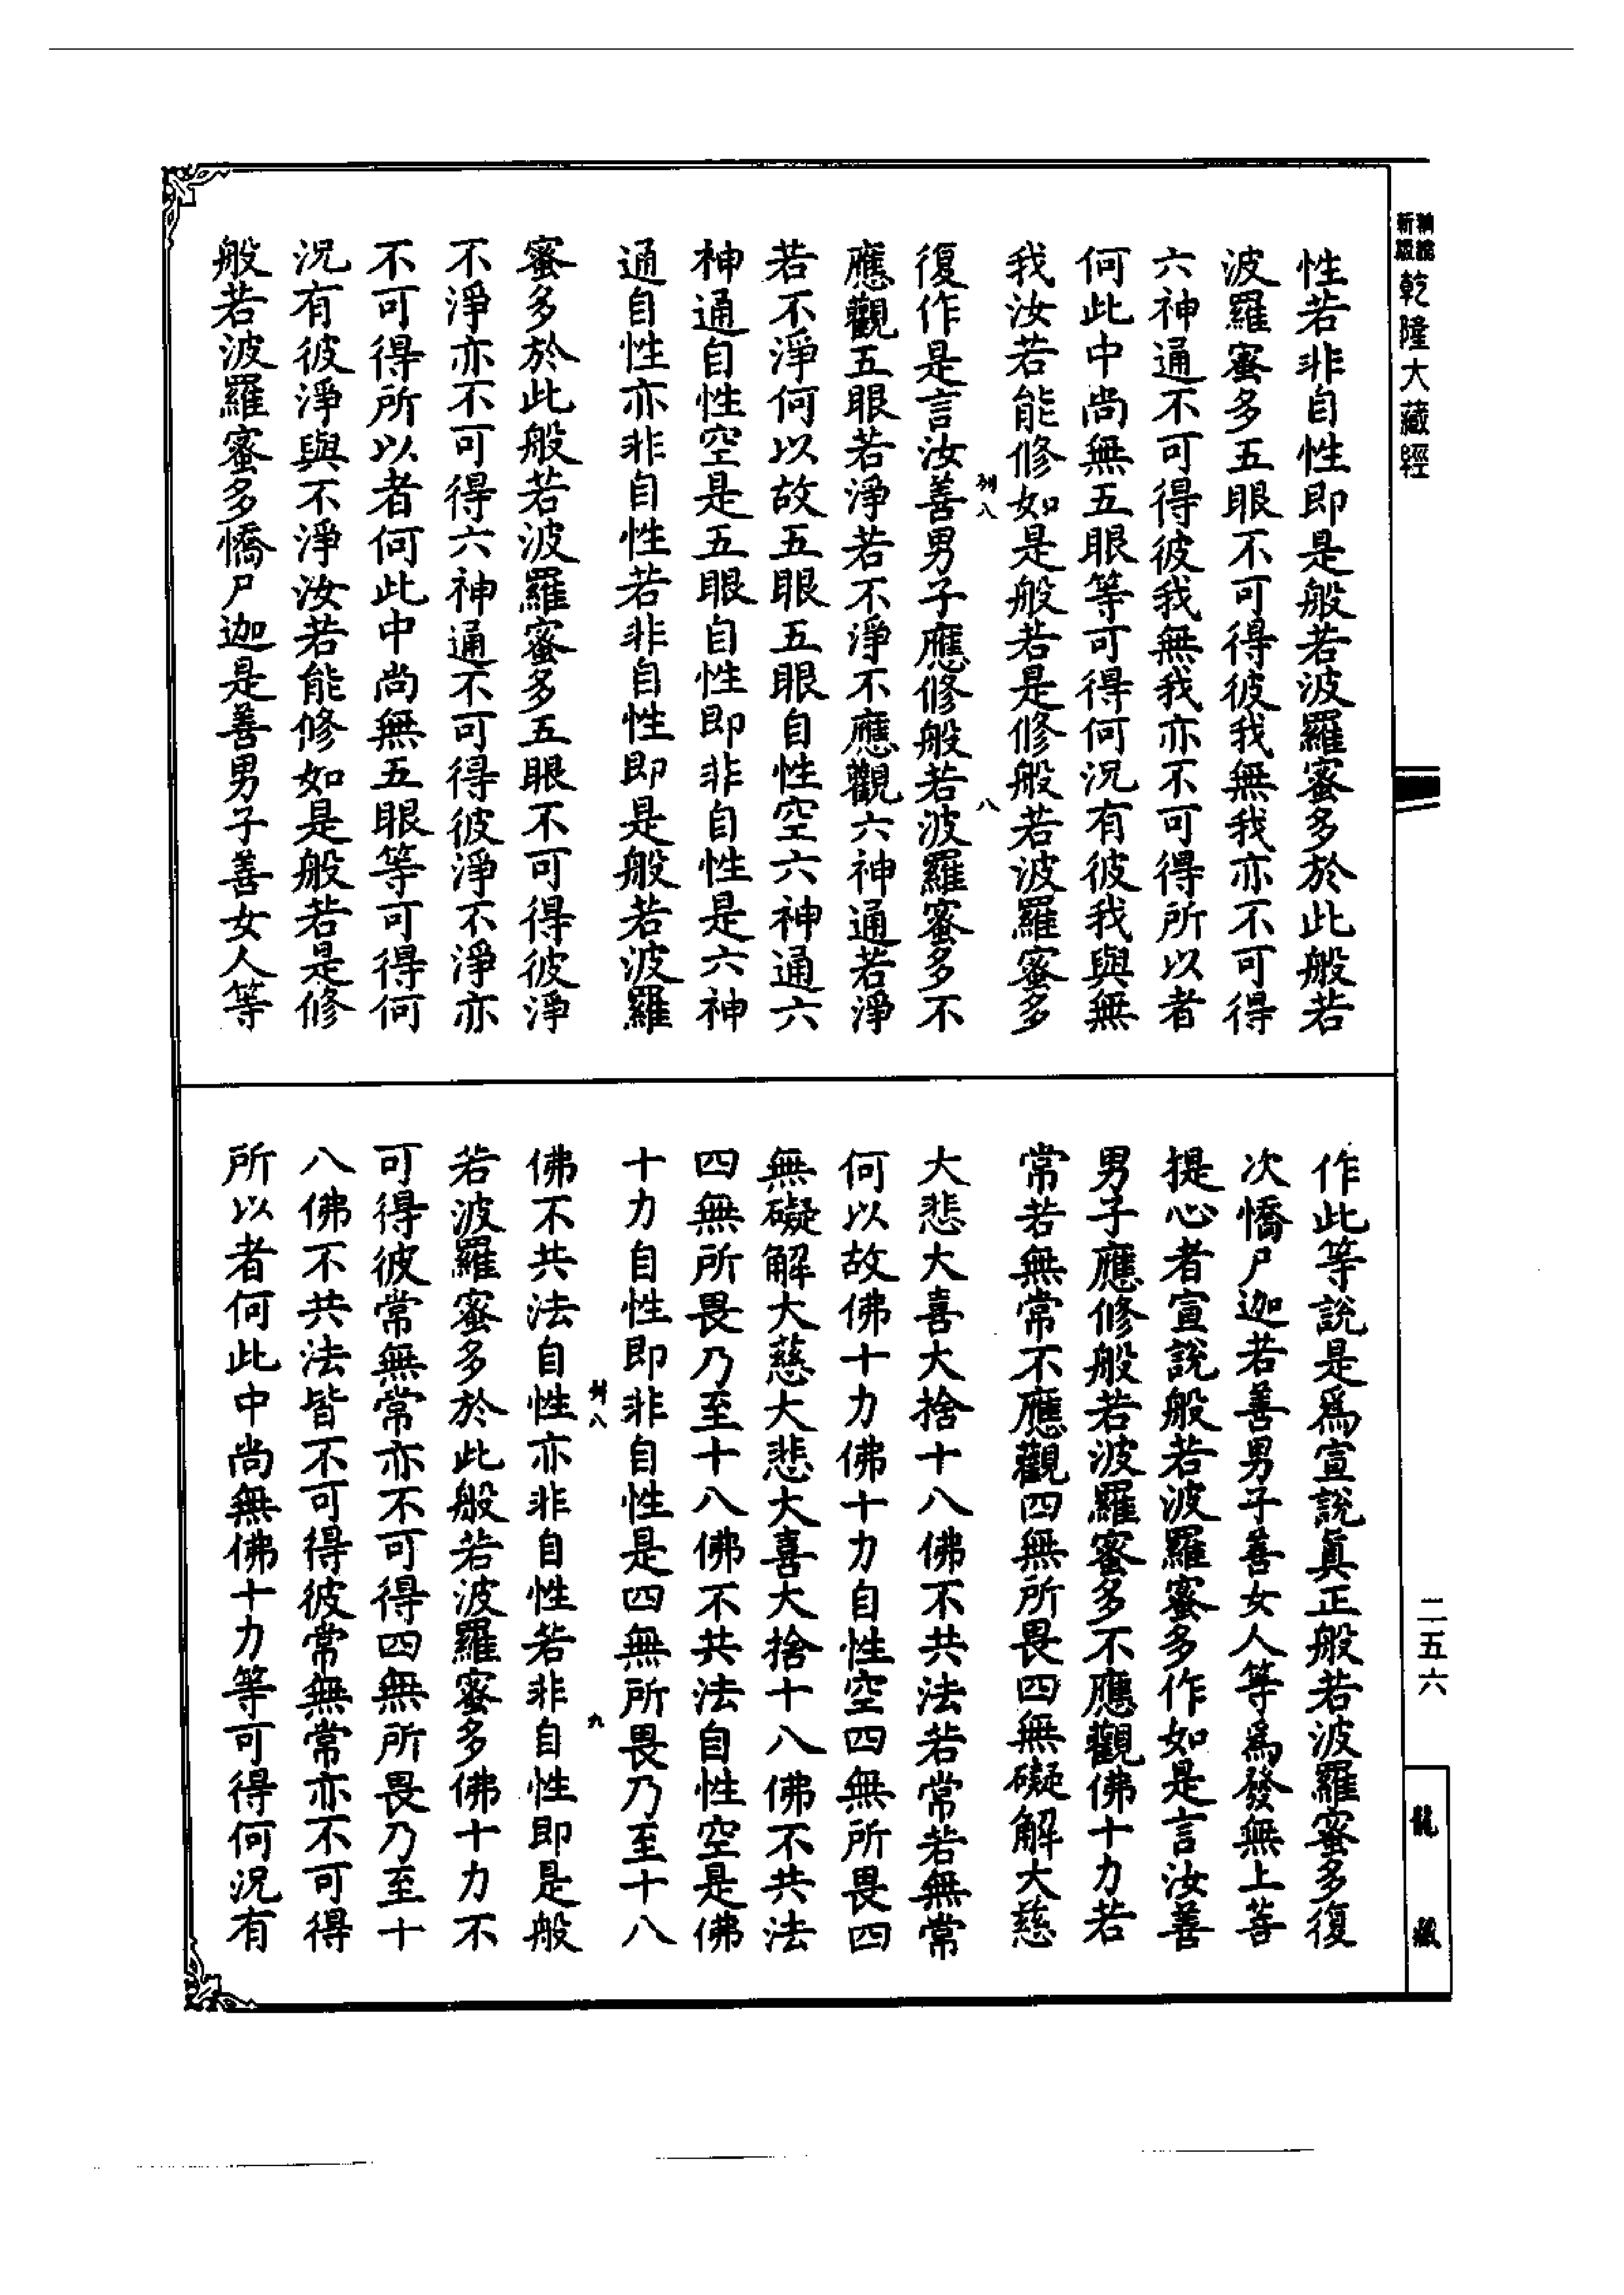 精裝
新版
乾隆大藏經
性若非自性即是般若波羅蜜多於此般若
波羅蜜多五眼不可得彼我無我亦不可得
六神通不可得彼我無我亦不可得所以者
何此中尚無五眼等可得何況有彼我與無
我汝若能修如是般若是修般若波羅蜜多
列八
八
復作是言汝善男子應修般若波羅蜜多不
應觀五眼若淨若不淨不應觀六神通若淨
若不淨何以故五眼五眼自性空六神通六
神通自性空是五眼自性即非自性是六神
通自性亦非自性若非自性即是般若波羅
蜜多於此般若波羅蜜多五眼不可得彼淨
不淨亦不可得六神通不可得彼淨不淨亦
不可得所以者何此中尚無五眼等可得何
況有彼淨與不淨汝若能修如是般若是修
般若波羅蜜多憍尸迦是善男子善女人等
作此等說是爲宣說真正般若波羅蜜多復
次憍尸迦若善男子善女人等爲發無上菩
提心者宣說般若波羅蜜多作如是言汝善
男子應修般若波羅蜜多不應觀佛十力若
常若無常不應觀四無所畏四無礙解大慈
大悲大喜大捨十八佛不共法若常若無常
何以故佛十力佛十力自性空四無所畏四
無礙解大慈大悲大喜大捨十八佛不共法
四無所畏乃至十八佛不共法自性空是佛
十力自性即非自性是四無所畏乃至十八
列八
九
佛不共法自性亦非自性若非自性即是般
若波羅蜜多於此般若波羅蜜多佛十力不
可得彼常無常亦不可得四無所畏乃至十
八佛不共法皆不可得彼常無常亦不可得
所以者何此中尚無佛十力等可得何況有
二五六
龍藏